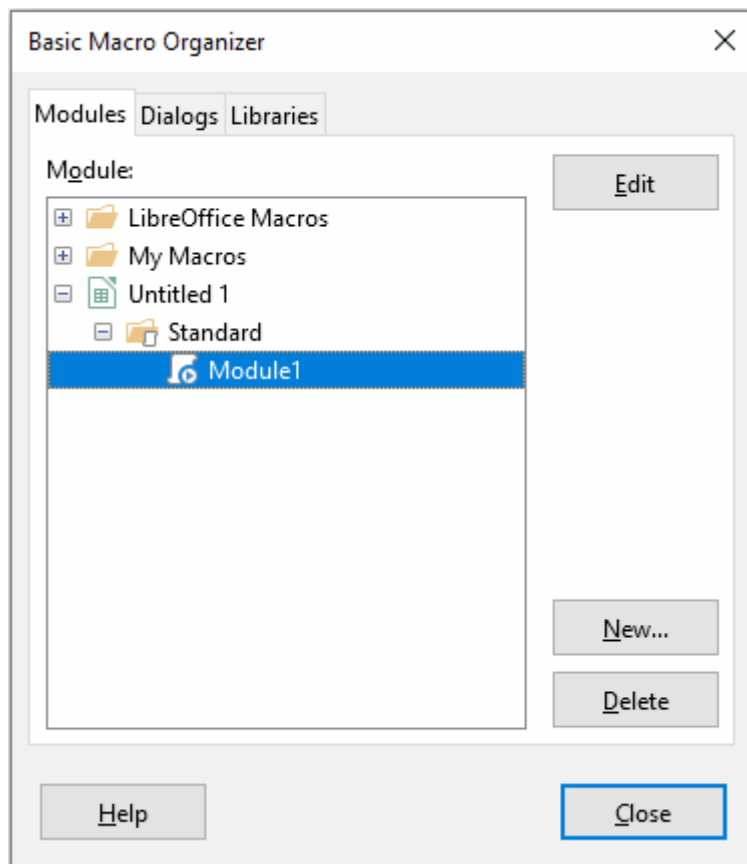 Basic Macro Organizer
Modules Dialogs Libraries
Module:
Edit
LibreOffice Macros
My Macros
Untitled 1
Standard
Module1
New...
Delete
Help
Close